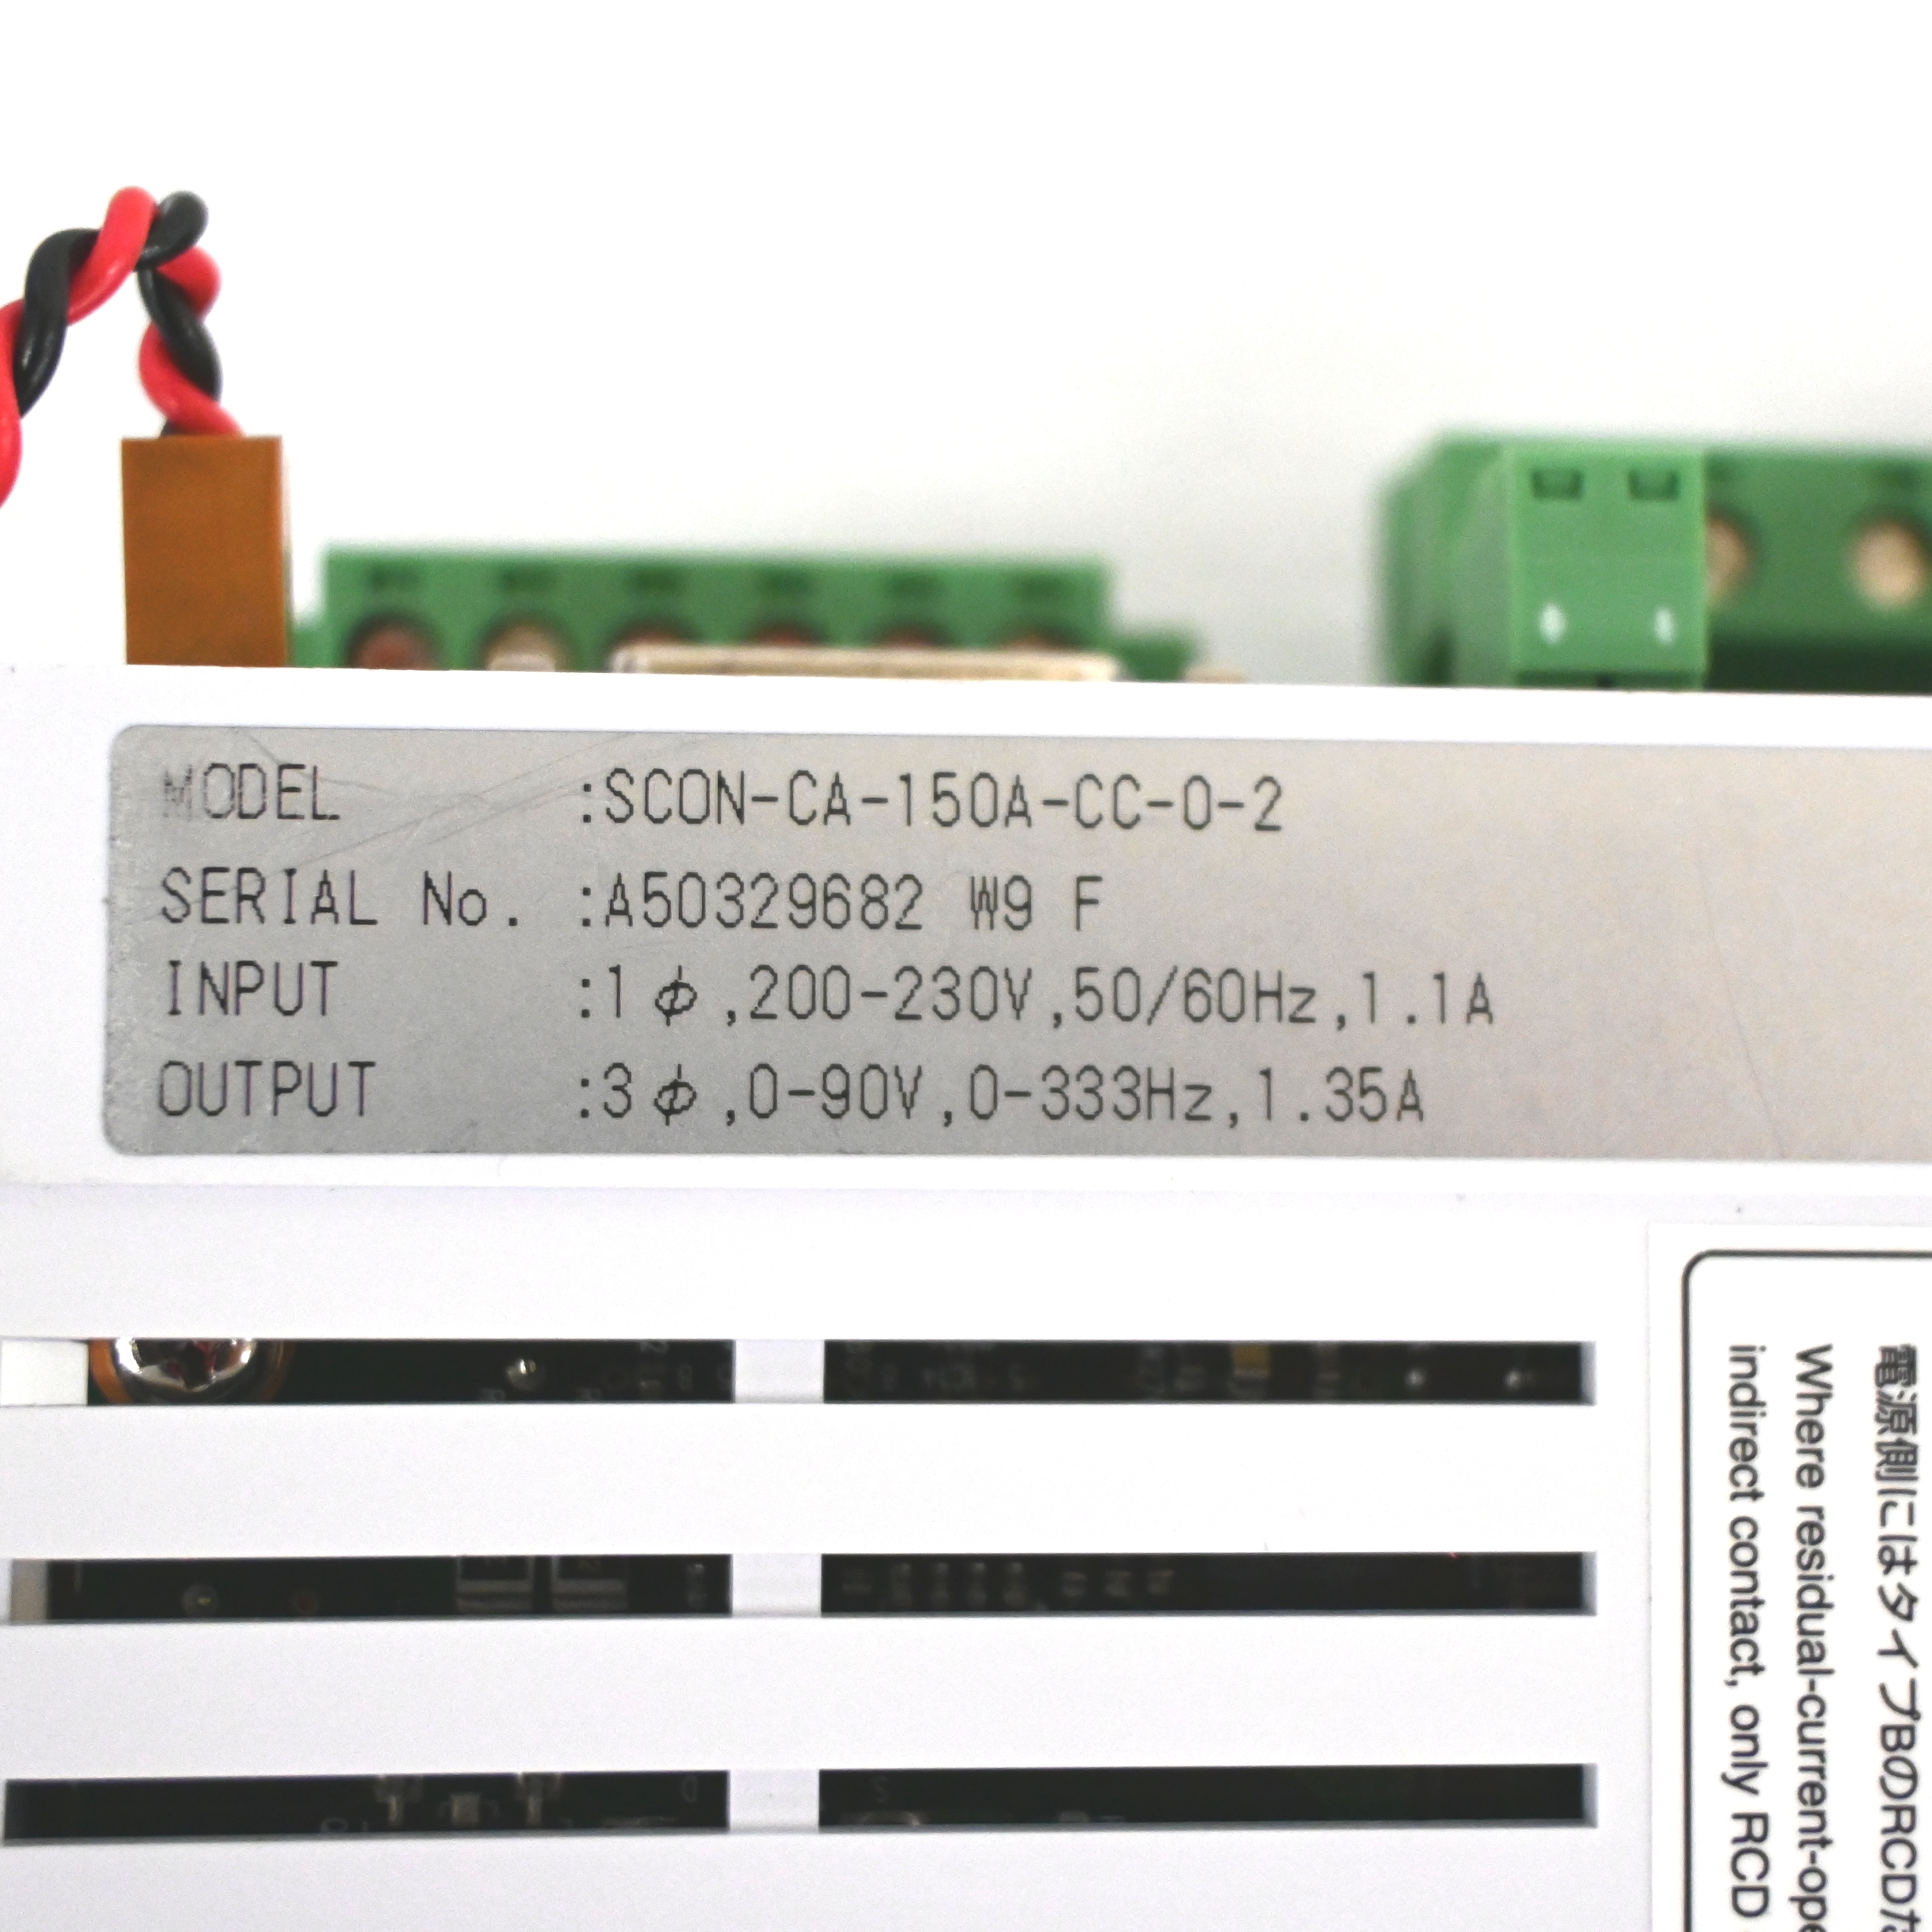 MODEL :SCON-CA-150A-CC-0-2
SERIAL No. :A50329682 W9 F
INPUT :1φ,200-230V,50/60Hz,1.1A
OUTPUT :3φ,0-90V,0-333Hz,1.35A
電源側にはタイプBのRCDた
Where residual-current-ope
indirect contact, only RCD